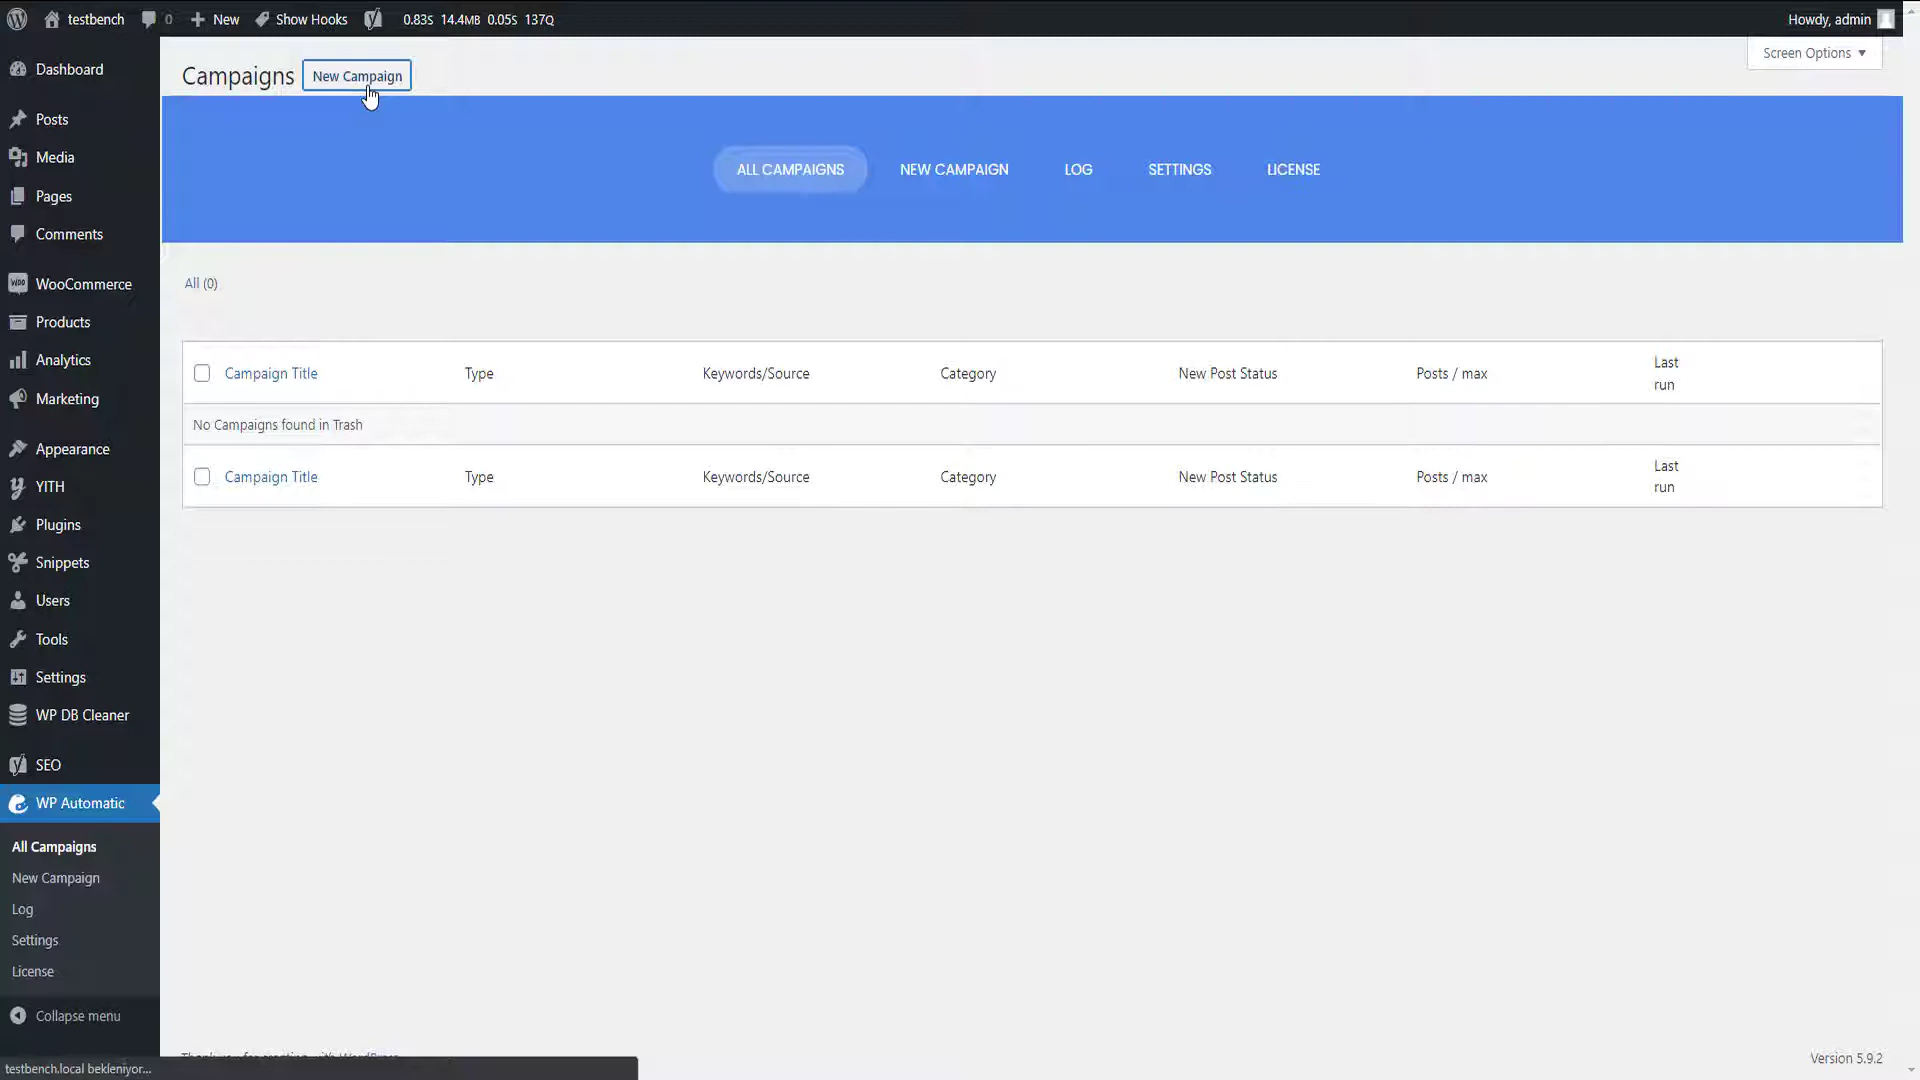 testbench 0 New Show Hooks 0.83S 14.4MB 0.05S 137Q Howdy, admin
Screen Options
Dashboard
Posts
Media
Pages
Comments
WooCommerce
Products
Analytics
Marketing
Appearance
YITH
Plugins
Snippets
Users
Tools
Settings
WP DB Cleaner
SEO
WP Automatic
All Campaigns
New Campaign
Log
Settings
License
Collapse menu
Campaigns New Campaign
ALL CAMPAIGNS NEW CAMPAIGN LOG SETTINGS LICENSE
All (0)
Campaign Title Type Keywords/Source Category New Post Status Posts / max Last
run
No Campaigns found in Trash
Campaign Title Type Keywords/Source Category New Post Status Posts / max Last
run
Version 5.9.2
testbench.local bekleniyor...